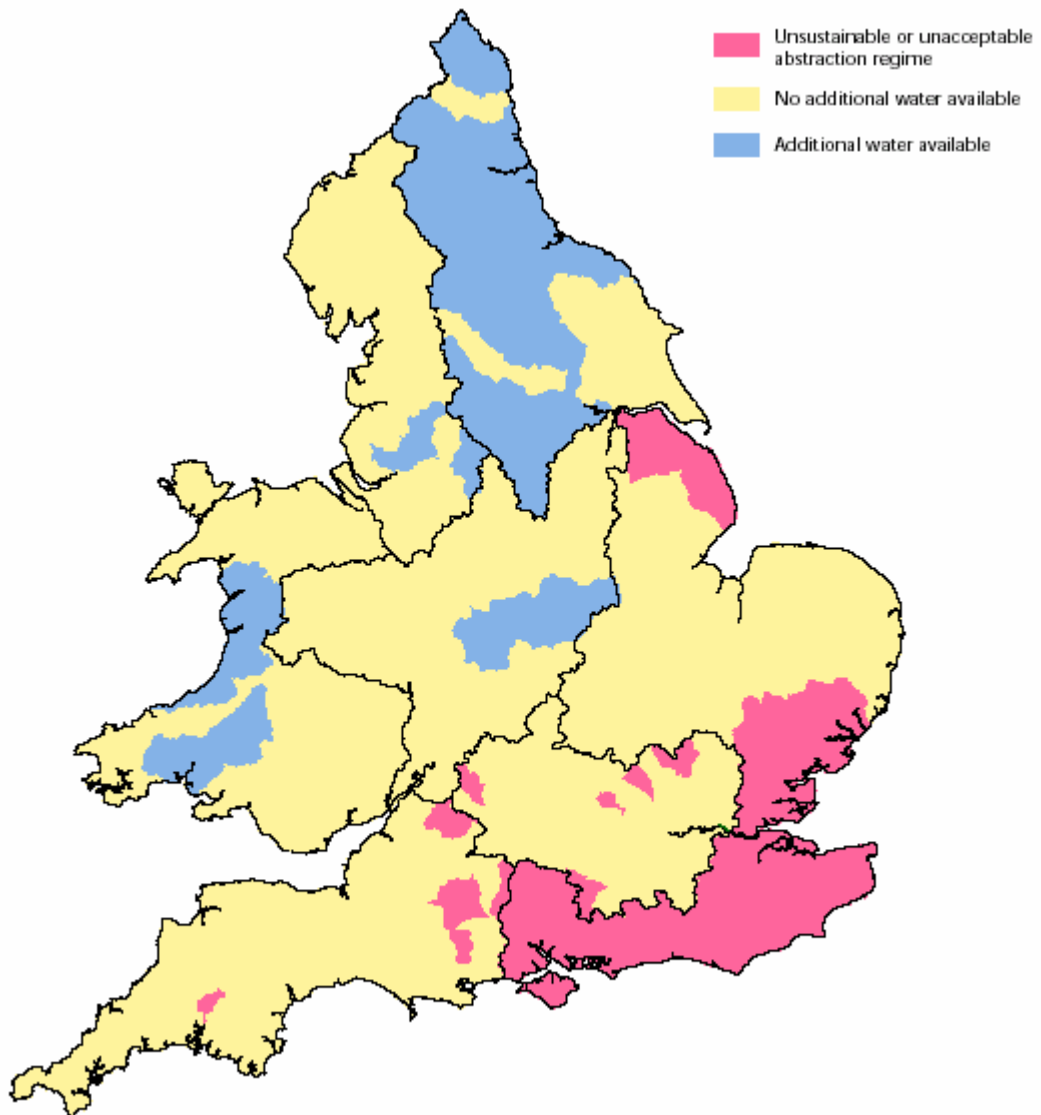 Unsustainable or unacceptable
abstraction regime
No additional water available
Additional water available